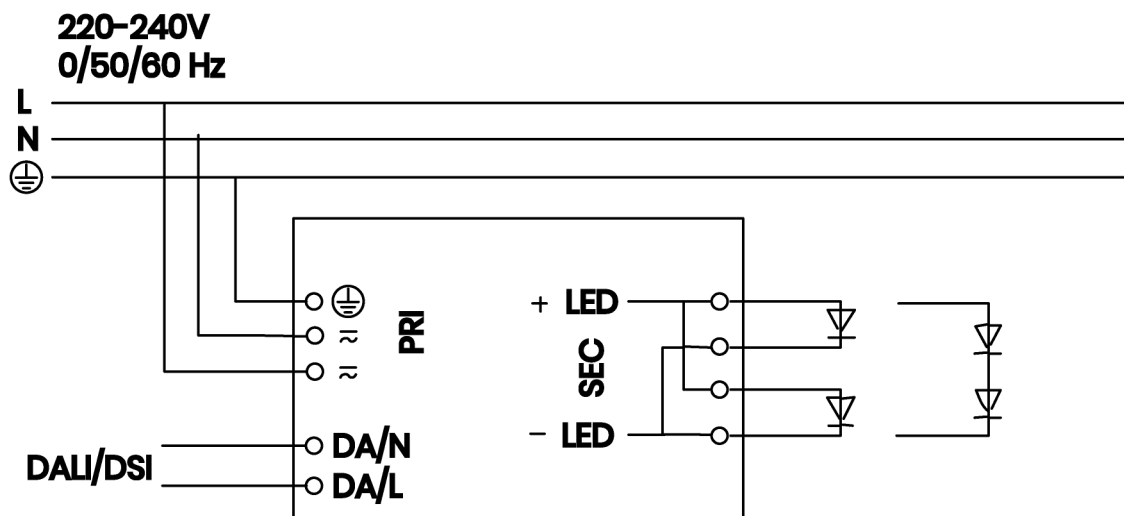 220-240V
0/50/60 Hz
L
N
PRI
+ LED
SEC
- LED
DA/N
DALI/DSI
DA/L